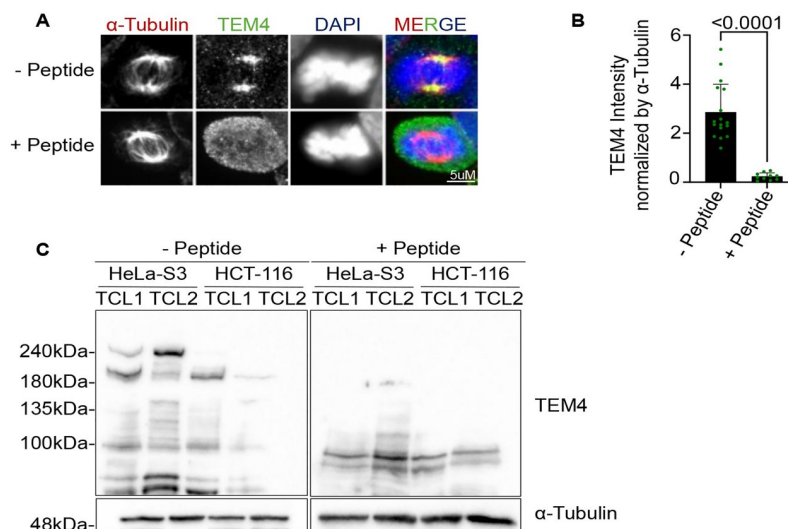 A
α-Tubulin TEM4 DAPI MERGE
- Peptide
+ Peptide
5uM
B
<0.0001
TEM4 Intensity
normalized by α-Tubulin
6
4
2
0
- Peptide
+ Peptide
C
- Peptide + Peptide
HeLa-S3 HCT-116 HeLa-S3 HCT-116
TCL1 TCL2 TCL1 TCL2 TCL1 TCL2 TCL1 TCL2
240kDa-
180kDa-
135kDa-
100kDa-
TEM4
48kDa-
α-Tubulin